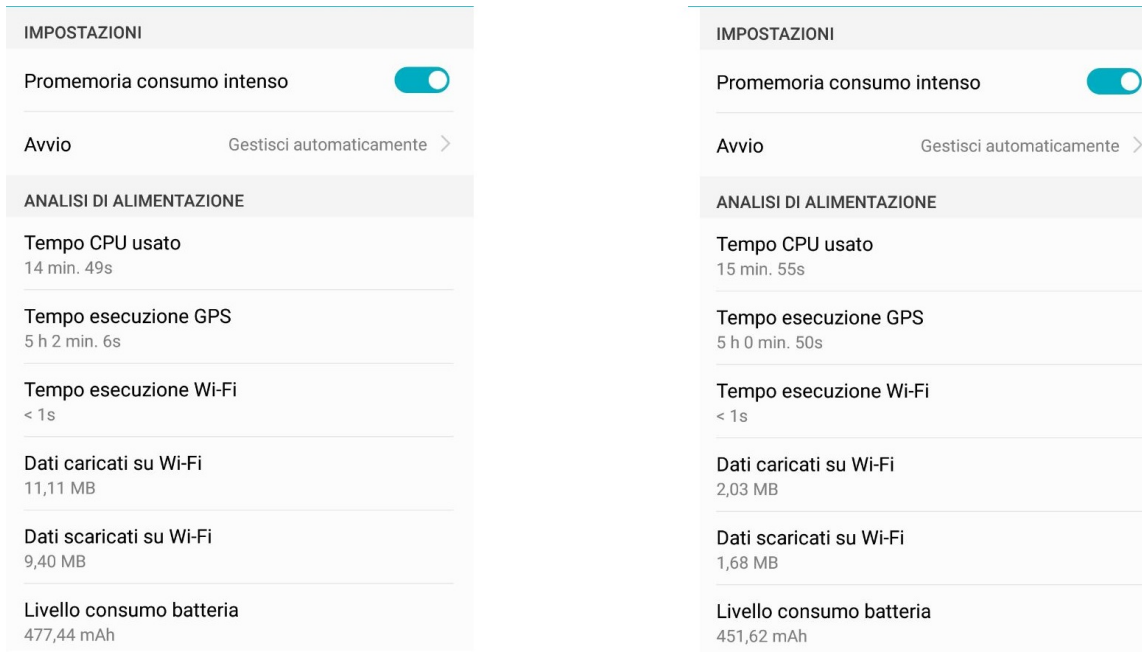 IMPOSTAZIONI
Promemoria consumo intenso
Avvio Gestisci automaticamente
ANALISI DI ALIMENTAZIONE
Tempo CPU usato
14 min. 49s
Tempo esecuzione GPS
5 h 2 min. 6s
Tempo esecuzione Wi-Fi
< 1s
Dati caricati su Wi-Fi
11,11 MB
Dati scaricati su Wi-Fi
9,40 MB
Livello consumo batteria
477,44 mAh
IMPOSTAZIONI
Promemoria consumo intenso
Avvio Gestisci automaticamente
ANALISI DI ALIMENTAZIONE
Tempo CPU usato
15 min. 55s
Tempo esecuzione GPS
5 h 0 min. 50s
Tempo esecuzione Wi-Fi
< 1s
Dati caricati su Wi-Fi
2,03 MB
Dati scaricati su Wi-Fi
1,68 MB
Livello consumo batteria
451,62 mAh